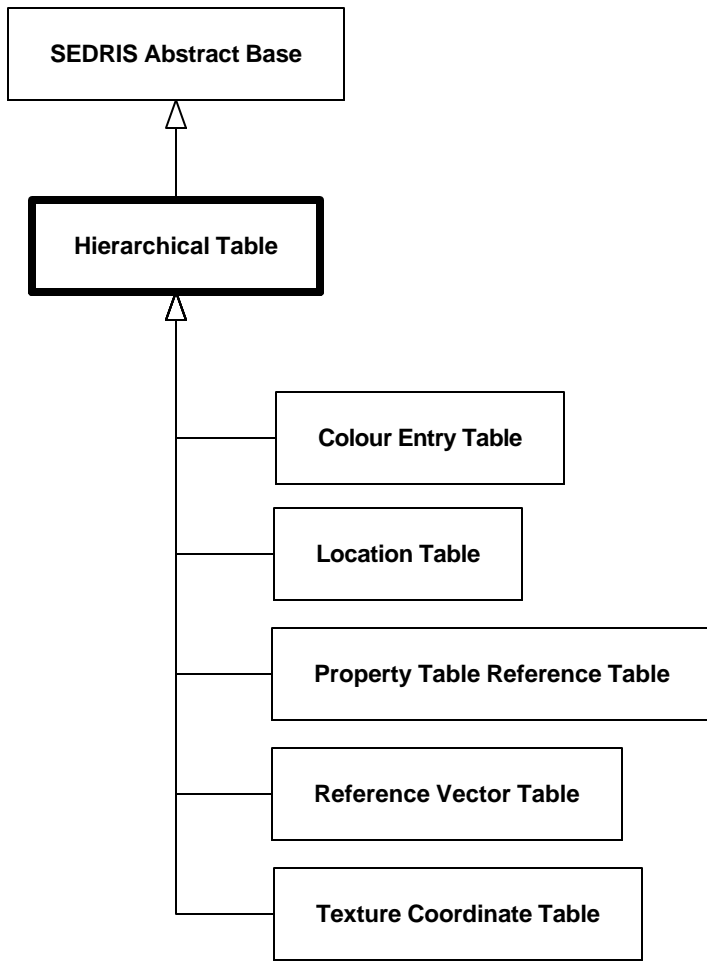 SEDRIS Abstract Base
Hierarchical Table
Colour Entry Table
Location Table
Property Table Reference Table
Reference Vector Table
Texture Coordinate Table